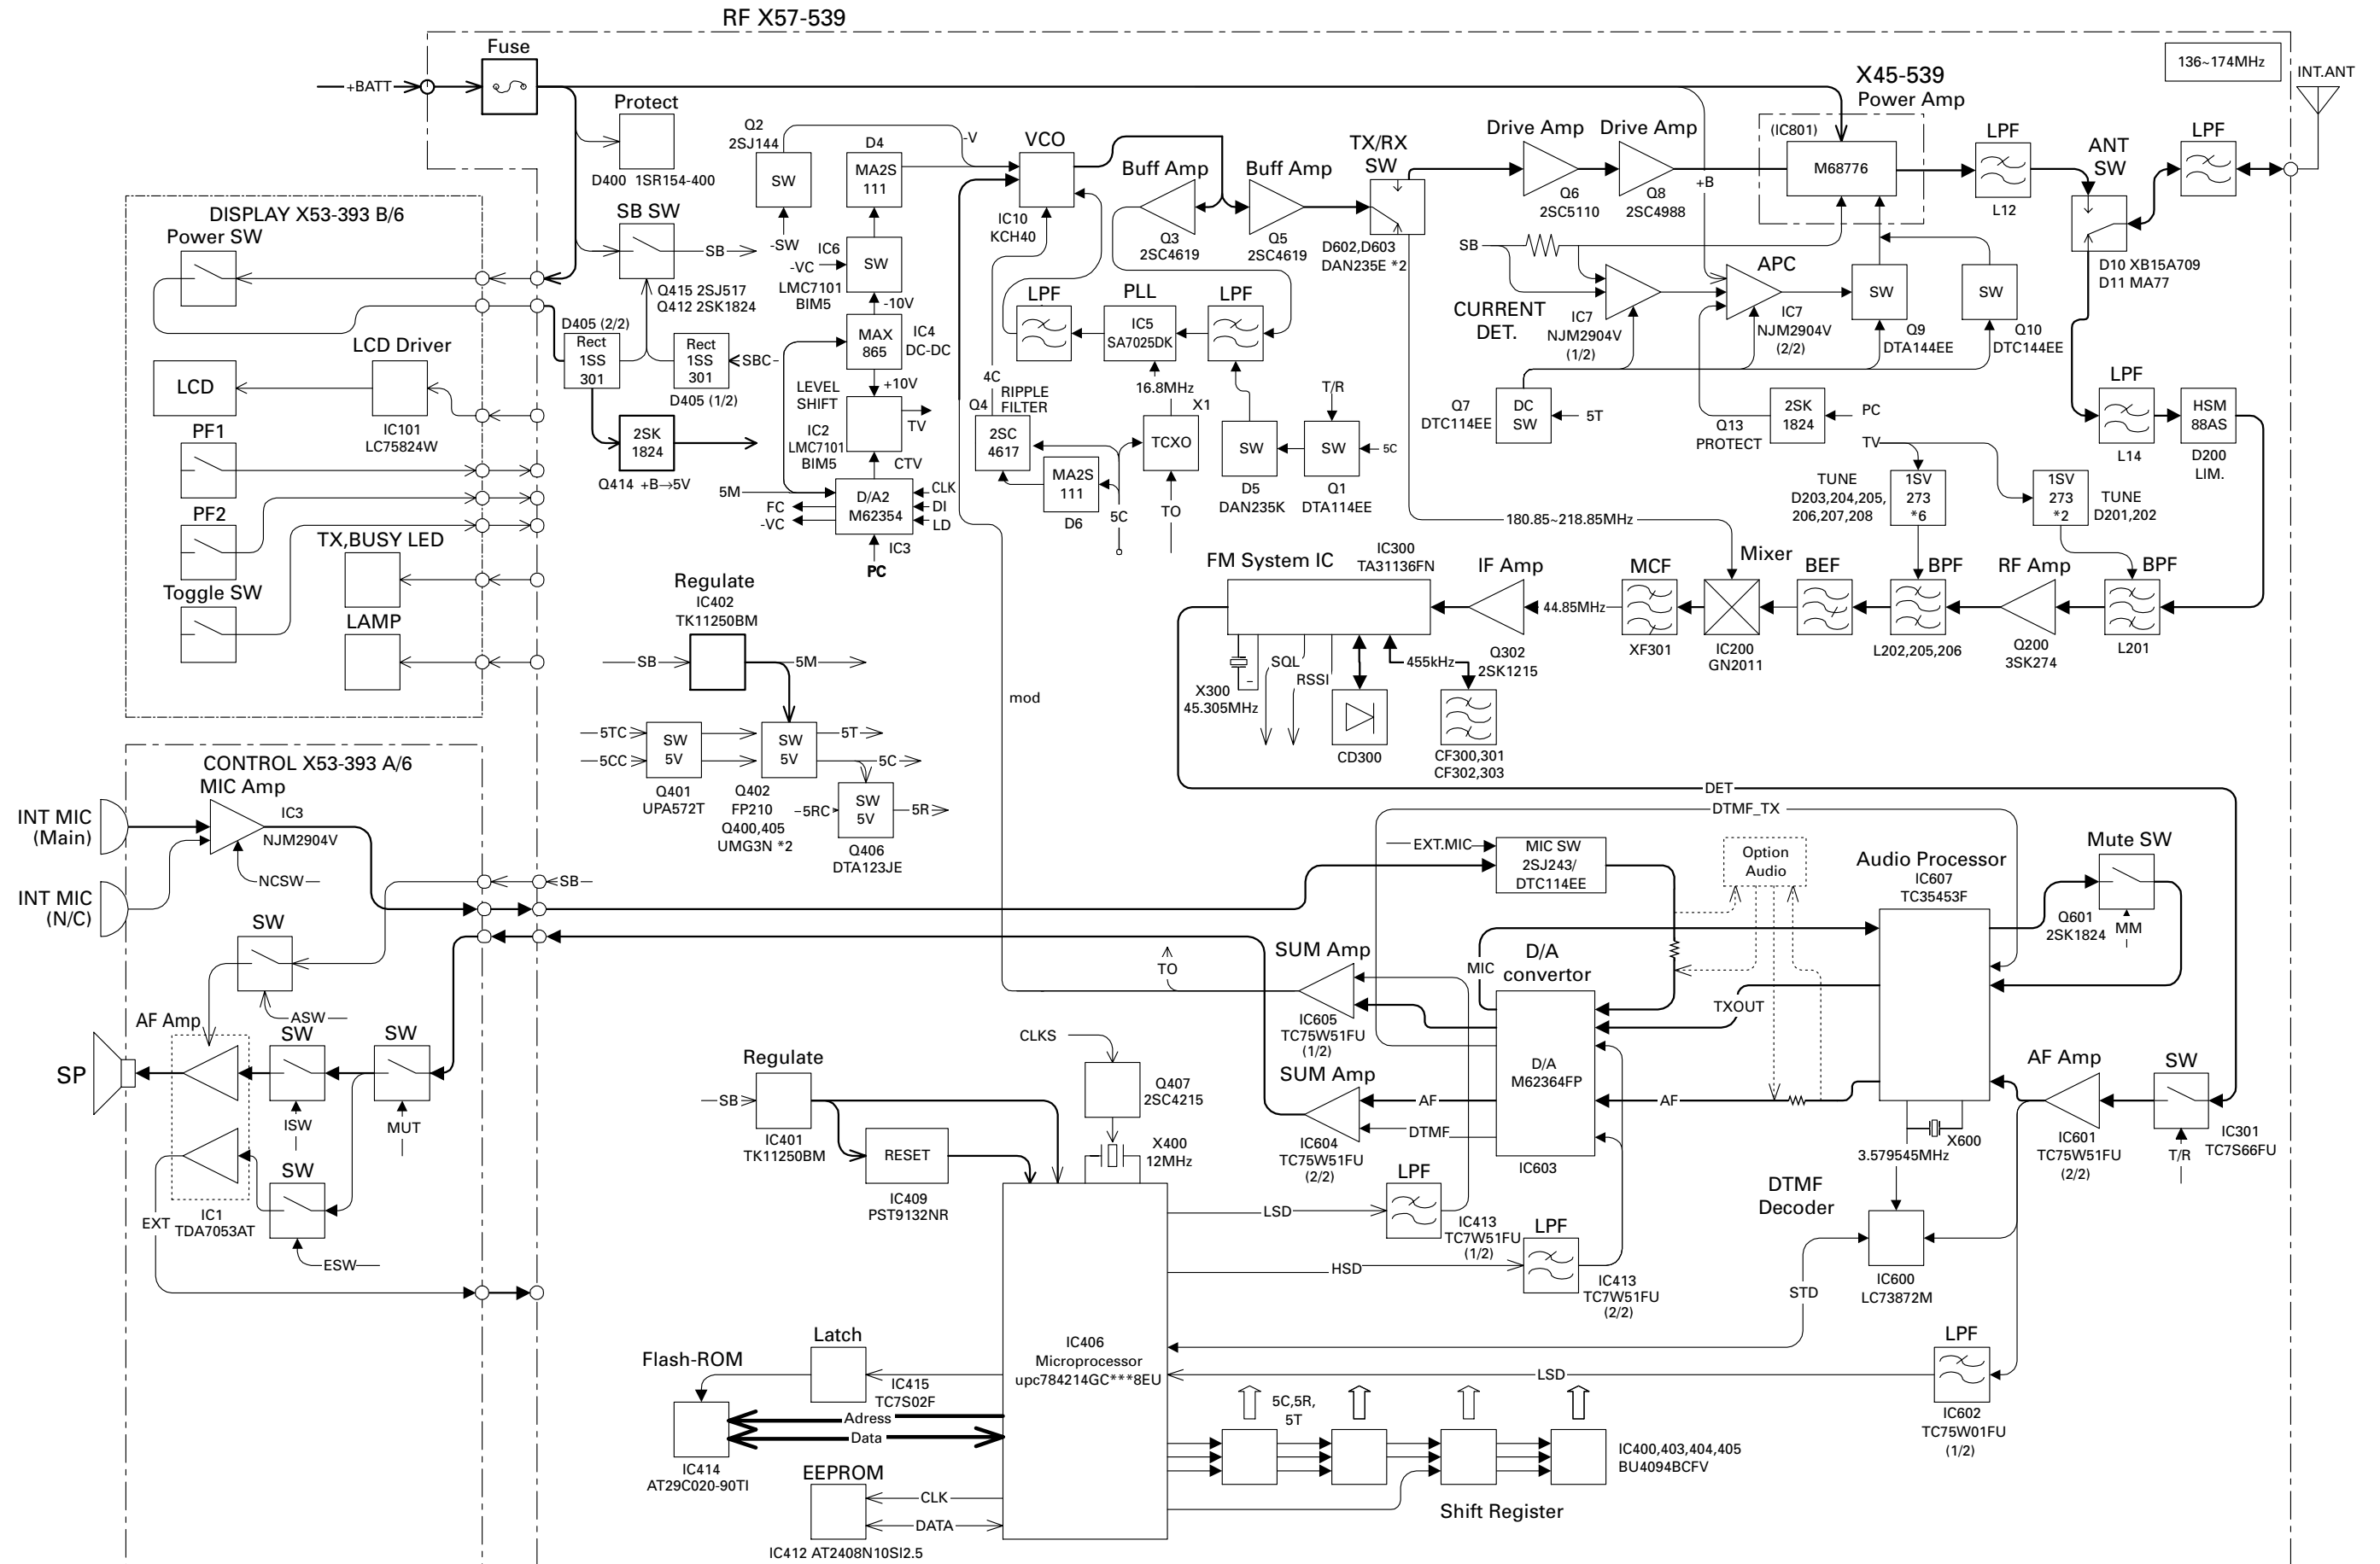 RF X57-539
136~174MHz
INT.ANT
+BATT
Fuse
Protect
D400 1SR154-400
X45-539
Power Amp
(IC801)
M68776
DISPLAY X53-393 B/6
Power SW
SB SW
SB
Q415 2SJ517
Q412 2SK1824
D405 (2/2)
Rect
1SS
301
Rect
1SS
301
SBC
D405 (1/2)
2SK
1824
Q414 +B→5V
LCD Driver
LCD
IC101
LC75824W
PF1
PF2
TX,BUSY LED
Toggle SW
LAMP
Q2
2SJ144
SW
-SW
-V
D4
MA2S
111
IC6
SW
-VC
LMC7101
BIM5
-10V
MAX
865
IC4
DC-DC
+10V
LEVEL
SHIFT
TV
IC2
LMC7101
BIM5
CTV
D/A2
M62354
5M
FC
-VC
CLK
DI
LD
IC3
PC
VCO
IC10
KCH40
Buff Amp
Q3
2SC4619
Buff Amp
Q5
2SC4619
TX/RX
SW
D602,D603
DAN235E *2
LPF
PLL
IC5
SA7025DK
LPF
16.8MHz
4C
Q4
RIPPLE
FILTER
2SC
4617
X1
TCXO
MA2S
111
D6
5C
TO
SW
D5
DAN235K
T/R
SW
5C
Q1
DTA114EE
Drive Amp
Q6
2SC5110
Drive Amp
Q8
2SC4988
+B
LPF
L12
ANT
SW
LPF
D10 XB15A709
D11 MA77
SB
CURRENT
DET.
IC7
NJM2904V
(1/2)
APC
IC7
NJM2904V
(2/2)
SW
Q9
DTA144EE
SW
Q10
DTC144EE
Q7
DTC114EE
DC
SW
5T
Q13
PROTECT
2SK
1824
PC
TV
LPF
L14
HSM
88AS
D200
LIM.
TUNE
D203,204,205,
206,207,208
1SV
273
*6
1SV
273
*2
TUNE
D201,202
180.85~218.85MHz
FM System IC
IC300
TA31136FN
IF Amp
Q302
2SK1215
44.85MHz
MCF
XF301
Mixer
IC200
GN2011
BEF
BPF
L202,205,206
RF Amp
Q200
3SK274
BPF
L201
X300
45.305MHz
SQL
RSSI
455kHz
CD300
CF300,301
CF302,303
Regulate
IC402
TK11250BM
SB
5M
5TC
5CC
SW
5V
Q401
UPA572T
SW
5V
5T
5C
Q402
FP210
Q400,405
UMG3N *2
5RC
SW
5V
5R
Q406
DTA123JE
mod
CONTROL X53-393 A/6
MIC Amp
INT MIC
(Main)
IC3
NJM2904V
NCSW
INT MIC
(N/C)
SB
SW
ASW
AF Amp
SP
SW
ISW
SW
MUT
SW
EXT
IC1
TDA7053AT
ESW
DET
DTMF_TX
EXT.MIC
MIC SW
2SJ243/
DTC114EE
Option
Audio
Audio Processor
IC607
TC35453F
Mute SW
Q601
2SK1824
MM
TO
SUM Amp
IC605
TC75W51FU
(1/2)
MIC
D/A
convertor
TXOUT
D/A
M62364FP
IC603
SUM Amp
IC604
TC75W51FU
(2/2)
AF
DTMF
AF
X600
3.579545MHz
AF Amp
IC601
TC75W51FU
(2/2)
SW
IC301
TC7S66FU
T/R
CLKS
Q407
2SC4215
X400
12MHz
Regulate
SB
IC401
TK11250BM
RESET
IC409
PST9132NR
LSD
LPF
IC413
TC7W51FU
(1/2)
HSD
LPF
IC413
TC7W51FU
(2/2)
DTMF
Decoder
IC600
LC73872M
STD
LPF
LSD
IC602
TC75W01FU
(1/2)
IC406
Microprocessor
upc784214GC***8EU
Latch
IC415
TC7S02F
Flash-ROM
Adress
Data
IC414
AT29C020-90TI
EEPROM
CLK
DATA
IC412 AT2408N10SI2.5
5C,5R,
5T
IC400,403,404,405
BU4094BCFV
Shift Register